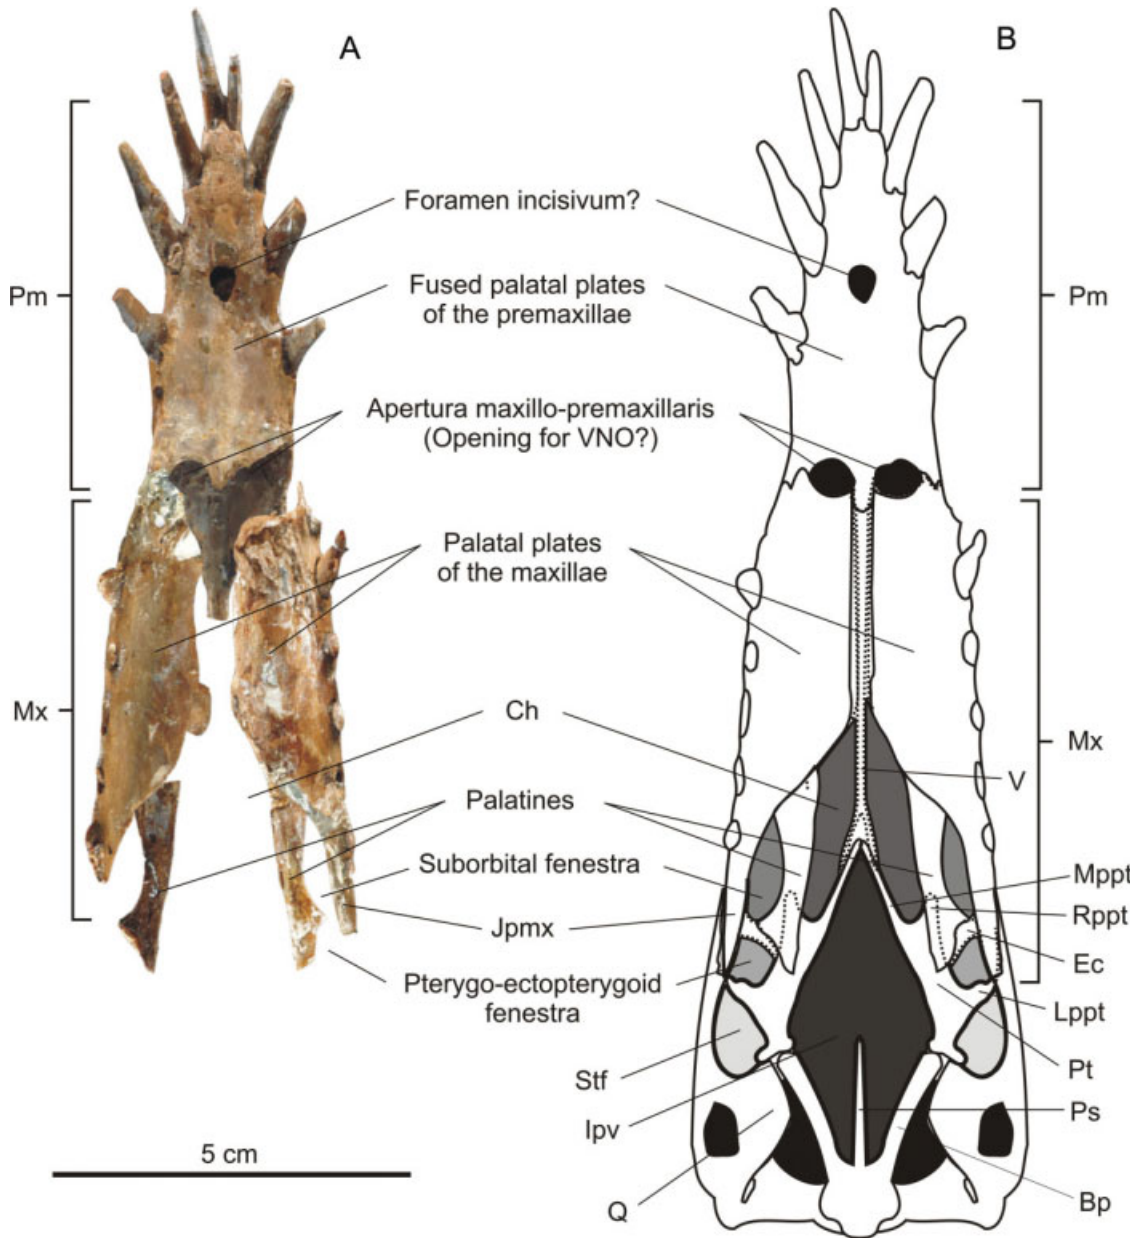 A
B
Foramen incisivum?
Pm
Fused palatal plates
of the premaxillae
Pm
Apertura maxillo-premaxillaris
(Opening for VNO?)
Palatal plates
of the maxillae
Mx
Ch
Mx
V
Palatines
Suborbital fenestra
Mppt
Rppt
Jpmx
Ec
Pterygo-ectopterygoid
fenestra
Lppt
Stf
Pt
Ipv
Ps
5 cm
Q
Bp